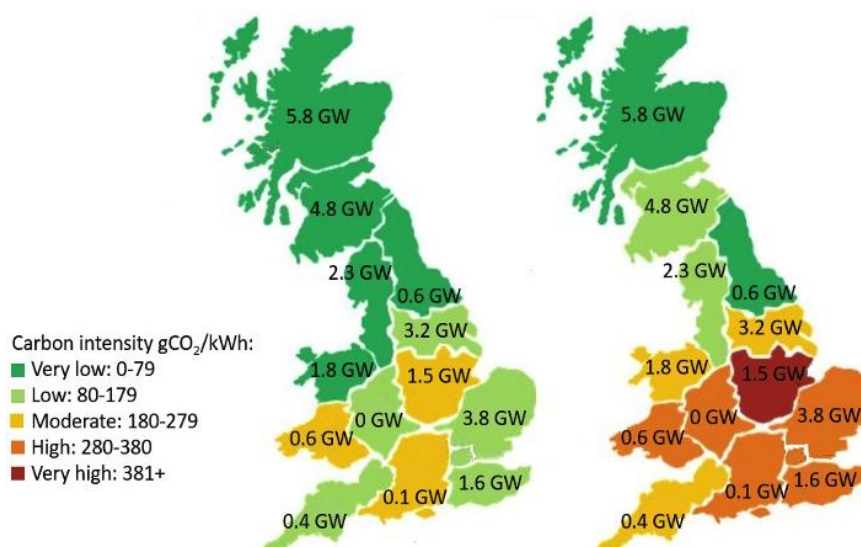 5.8 GW
4.8 GW
2.3 GW
0.6 GW
3.2 GW
1.8 GW
1.5 GW
0 GW
3.8 GW
0.6 GW
1.6 GW
0.1 GW
0.4 GW
5.8 GW
4.8 GW
2.3 GW
0.6 GW
3.2 GW
1.8 GW
1.5 GW
0 GW
3.8 GW
0.6 GW
1.6 GW
0.1 GW
0.4 GW
Carbon intensity gCO₂/kWh:
Very low: 0-79
Low: 80-179
Moderate: 180-279
High: 280-380
Very high: 381+